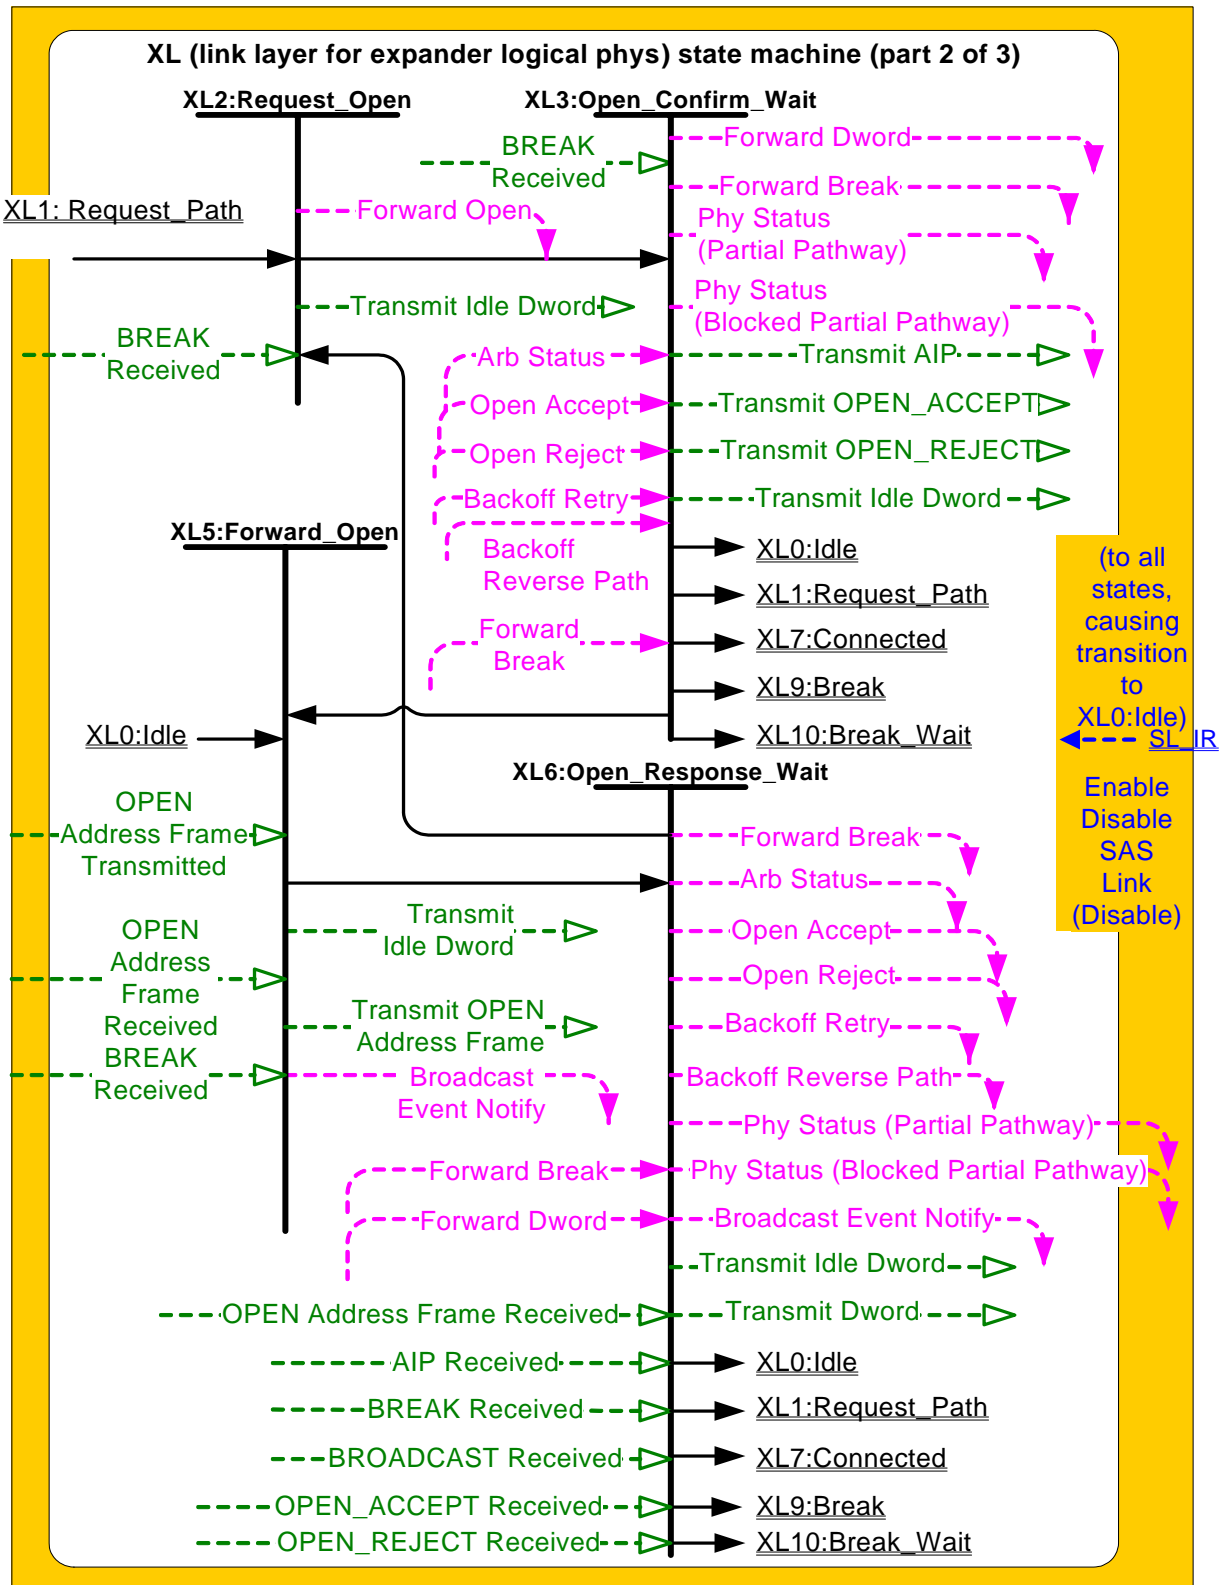 XL (link layer for expander logical phys) state machine (part 2 of 3)
XL2:Request_Open
XL3:Open_Confirm_Wait
XL1: Request_Path
Forward Open
Transmit Idle Dword
BREAK
Received
BREAK
Received
Forward Dword
Forward Break
Phy Status
(Partial Pathway)
Phy Status
(Blocked Partial Pathway)
Arb Status
Transmit AIP
Open Accept
Transmit OPEN_ACCEPT
Open Reject
Transmit OPEN_REJECT
Backoff Retry
Transmit Idle Dword
Backoff
Reverse Path
XL0:Idle
XL1:Request_Path
Forward
Break
XL7:Connected
XL9:Break
XL10:Break_Wait
(to all
states,
causing
transition
to
XL0:Idle)
SL_IR
Enable
Disable
SAS
Link
(Disable)
XL5:Forward_Open
XL0:Idle
OPEN
Address Frame
Transmitted
Transmit
Idle Dword
OPEN
Address
Frame
Received
Transmit OPEN
Address Frame
BREAK
Received
Broadcast
Event Notify
XL6:Open_Response_Wait
Forward Break
Arb Status
Open Accept
Open Reject
Backoff Retry
Backoff Reverse Path
Phy Status (Partial Pathway)
Forward Break
Phy Status (Blocked Partial Pathway)
Forward Dword
Broadcast Event Notify
Transmit Idle Dword
OPEN Address Frame Received
Transmit Dword
AIP Received
XL0:Idle
BREAK Received
XL1:Request_Path
BROADCAST Received
XL7:Connected
OPEN_ACCEPT Received
XL9:Break
OPEN_REJECT Received
XL10:Break_Wait